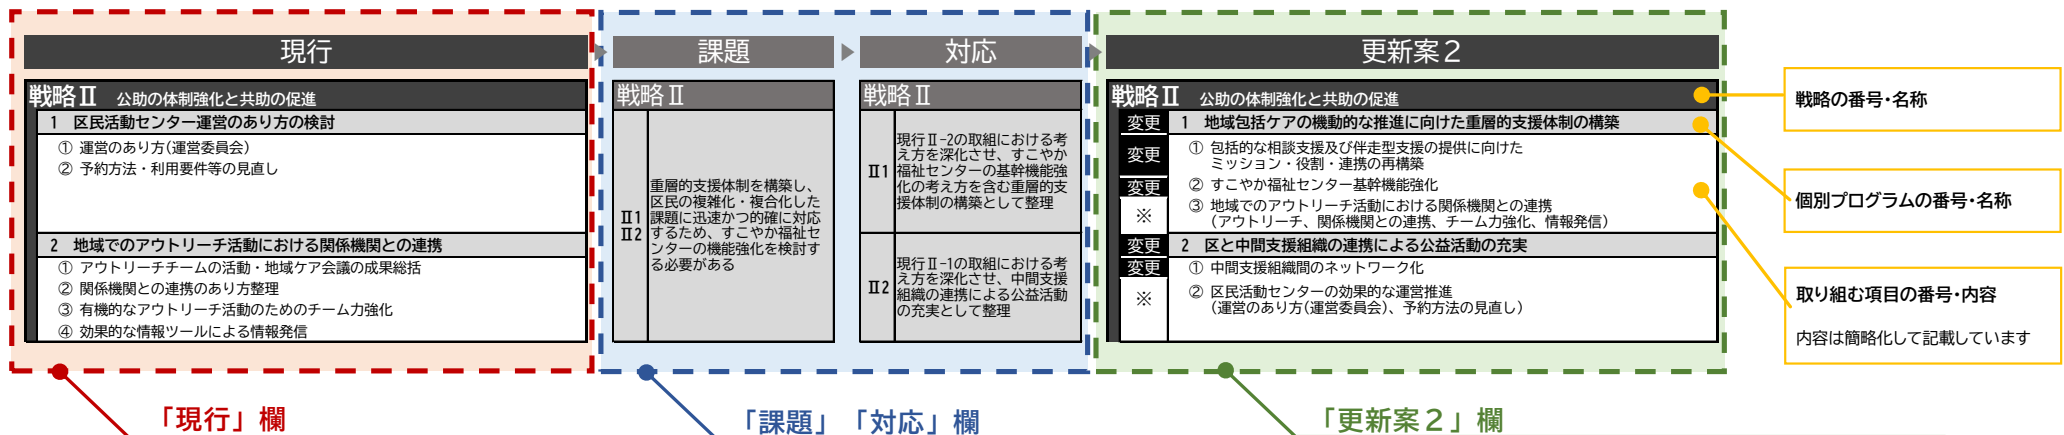 現行
戦略Ⅱ 公助の体制強化と共助の促進
1 区民活動センター運営のあり方の検討
① 運営のあり方(運営委員会)
② 予約方法・利用要件等の見直し
2 地域でのアウトリーチ活動における関係機関との連携
① アウトリーチチームの活動・地域ケア会議の成果総括
② 関係機関との連携のあり方整理
③ 有機的なアウトリーチ活動のためのチーム力強化
④ 効果的な情報ツールによる情報発信
「現行」欄
課題
戦略Ⅱ
Ⅱ1
Ⅱ2
重層的支援体制を構築し、
区民の複雑化・複合化した
課題に迅速かつ的確に対応
するため、すこやか福祉セ
ンターの機能強化を検討す
る必要がある
対応
戦略Ⅱ
Ⅱ1
現行Ⅱ-2の取組における考
え方を深化させ、すこやか
福祉センターの基幹機能強
化の考え方を含む重層的支
援体制の構築として整理
Ⅱ2
現行Ⅱ-1の取組における考
え方を深化させ、中間支援
組織の連携による公益活動
の充実として整理
「課題」「対応」欄
更新案2
戦略Ⅱ 公助の体制強化と共助の促進
変更 1 地域包括ケアの機動的な推進に向けた重層的支援体制の構築
変更 ① 包括的な相談支援及び伴走型支援の提供に向けた
ミッション・役割・連携の再構築
変更 ② すこやか福祉センター基幹機能強化
※ ③ 地域でのアウトリーチ活動における関係機関との連携
(アウトリーチ、関係機関との連携、チーム力強化、情報発信)
変更 2 区と中間支援組織の連携による公益活動の充実
変更 ① 中間支援組織間のネットワーク化
※ ② 区民活動センターの効果的な運営推進
(運営のあり方(運営委員会)、予約方法の見直し)
「更新案2」欄
戦略の番号・名称
個別プログラムの番号・名称
取り組む項目の番号・内容
内容は簡略化して記載しています